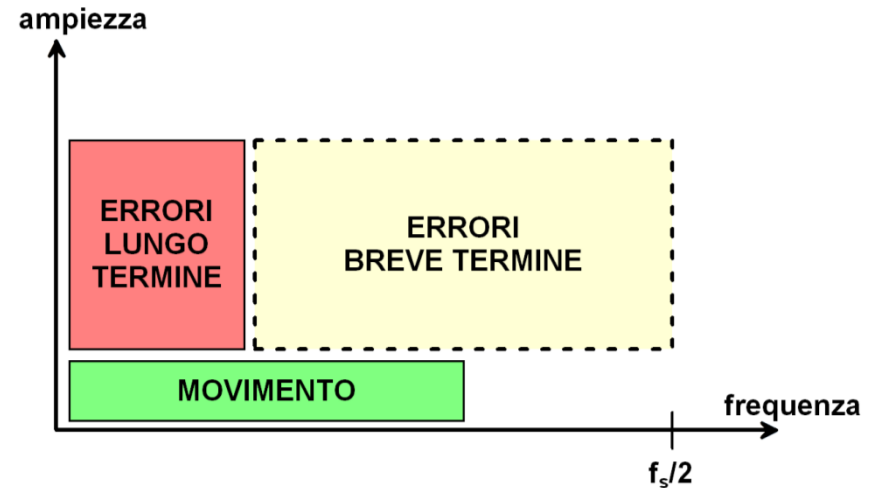 ampiezza
ERRORI
LUNGO
TERMINE
ERRORI
BREVE TERMINE
MOVIMENTO
frequenza
fs/2